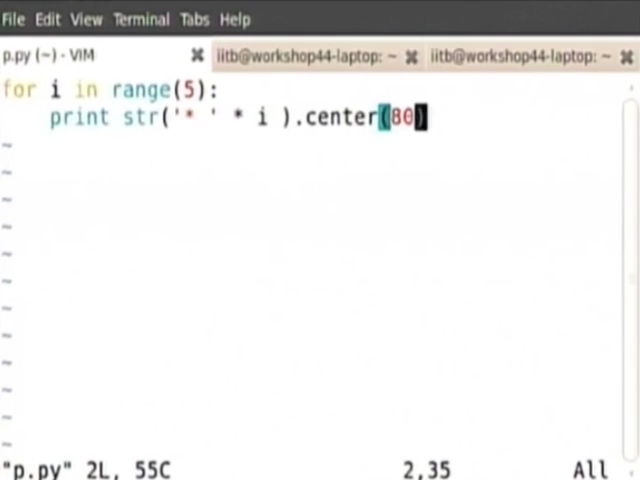 File Edit View Terminal Tabs Help
p.py (~) - VIM ✖ iitb@workshop44-laptop: ~ ✖ iitb@workshop44-laptop: ~ ✖
for i in range(5):
    print str('* ' * i ).center(80)
~
~
~
~
~
~
~
~
~
~
~
~
"p.py" 2L, 55C 2,35 All